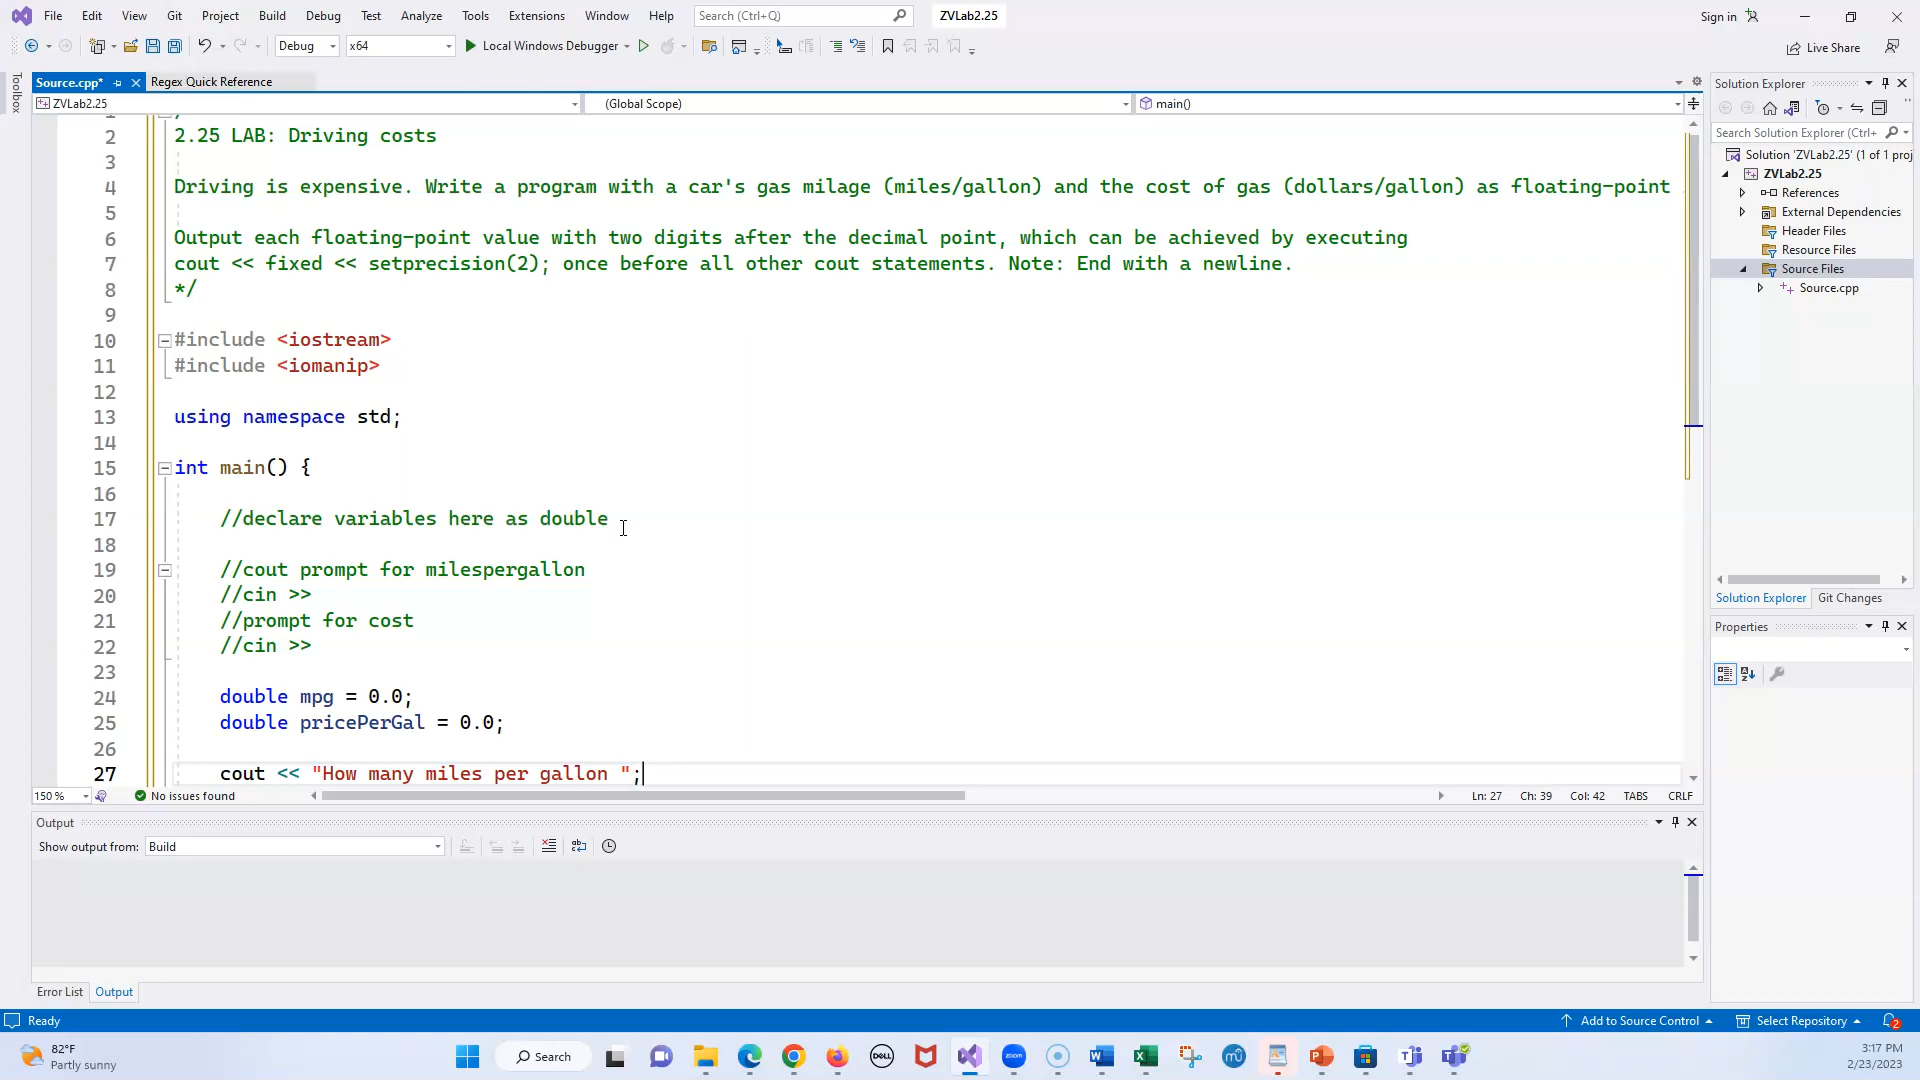 File Edit View Git Project Build Debug Test Analyze Tools Extensions Window Help Search (Ctrl+Q) ZVLab2.25 Sign in
Debug x64 Local Windows Debugger Live Share
Toolbox
Source.cpp* Regex Quick Reference
ZVLab2.25 (Global Scope) main()
2 2.25 LAB: Driving costs
3
4 Driving is expensive. Write a program with a car's gas milage (miles/gallon) and the cost of gas (dollars/gallon) as floating-point
5
6 Output each floating-point value with two digits after the decimal point, which can be achieved by executing
7 cout << fixed << setprecision(2); once before all other cout statements. Note: End with a newline.
8 */
9
10 #include <iostream>
11 #include <iomanip>
12
13 using namespace std;
14
15 int main() {
16
17 //declare variables here as double
18
19 //cout prompt for milespergallon
20 //cin >>
21 //prompt for cost
22 //cin >>
23
24 double mpg = 0.0;
25 double pricePerGal = 0.0;
26
27 cout << "How many miles per gallon ";
150 % No issues found Ln: 27 Ch: 39 Col: 42 TABS CRLF
Output
Show output from: Build
Error List Output
Solution Explorer
Search Solution Explorer (Ctrl+
Solution 'ZVLab2.25' (1 of 1 proj
ZVLab2.25
References
External Dependencies
Header Files
Resource Files
Source Files
Source.cpp
Solution Explorer Git Changes
Properties
Ready Add to Source Control Select Repository 2
82°F
Partly sunny
Search
DELL
zoom
3:17 PM
2/23/2023